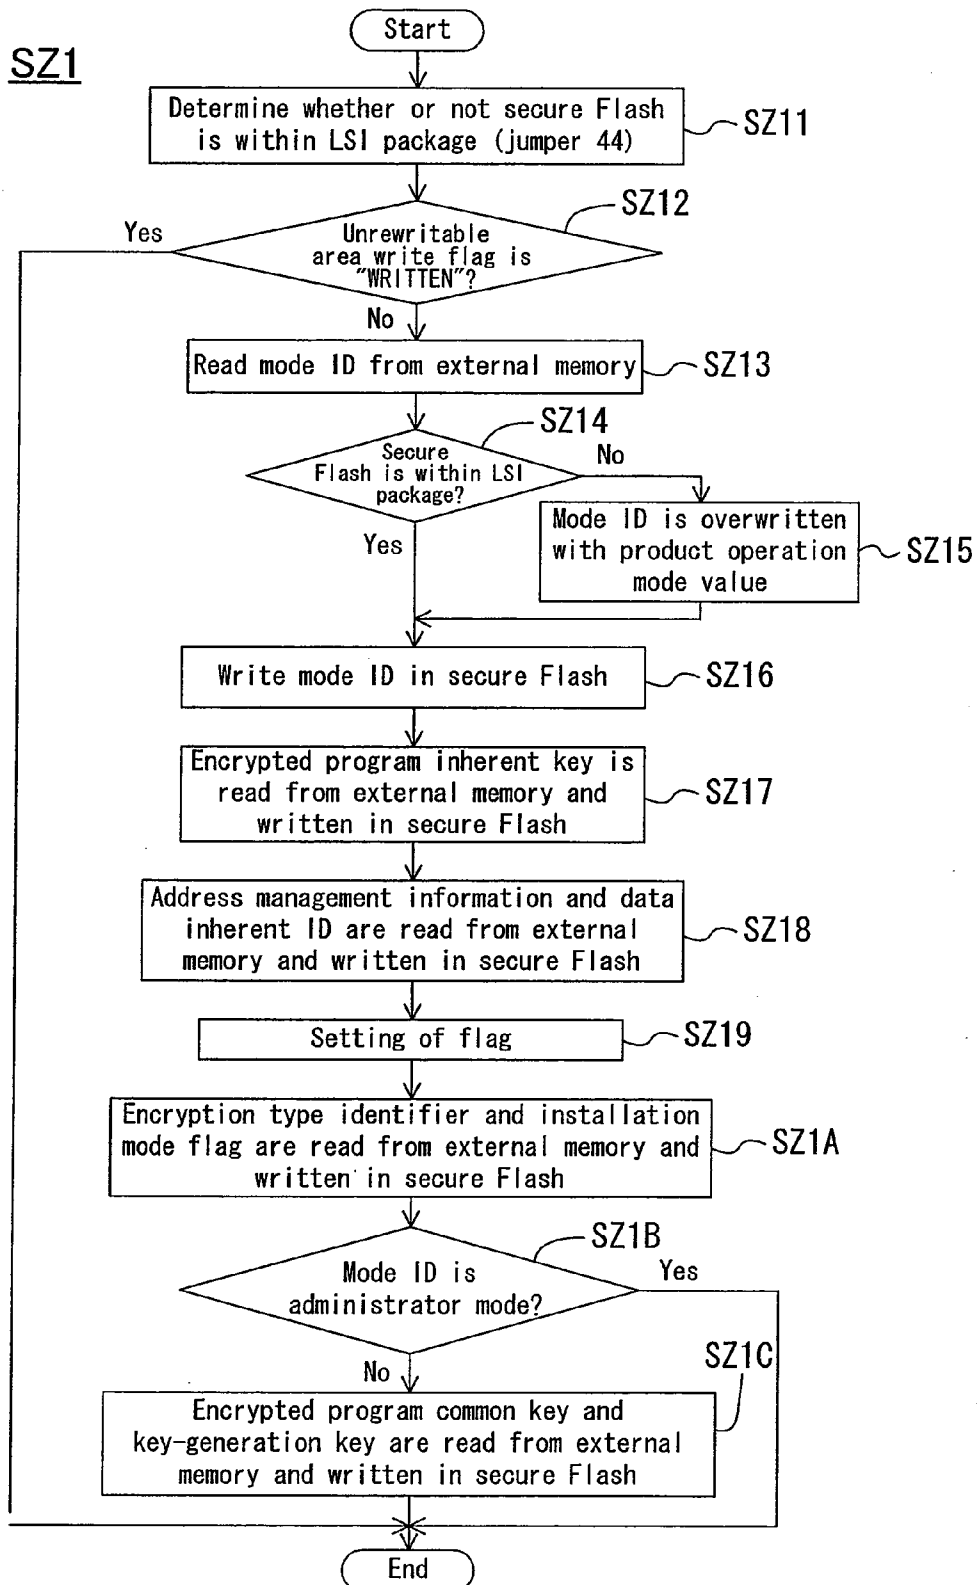 Start
SZ1
Determine whether or not secure Flash
is within LSI package (jumper 44)
SZ11
SZ12
Yes
Unrewritable
area write flag is
"WRITTEN"?
No
Read mode ID from external memory
SZ13
SZ14
Secure
Flash is within LSI
package?
No
Yes
Mode ID is overwritten
with product operation
mode value
SZ15
Write mode ID in secure Flash
SZ16
Encrypted program inherent key is
read from external memory and
written in secure Flash
SZ17
Address management information and data
inherent ID are read from external
memory and written in secure Flash
SZ18
Setting of flag
SZ19
Encryption type identifier and installation
mode flag are read from external memory and
written in secure Flash
SZ1A
SZ1B
Mode ID is
administrator mode?
Yes
No
SZ1C
Encrypted program common key and
key-generation key are read from external
memory and written in secure Flash
End